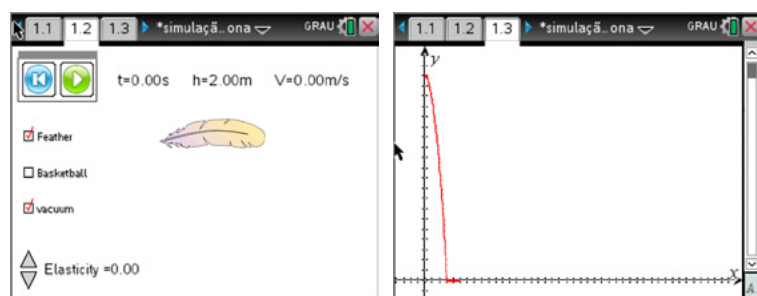 1.1 1.2 1.3 *simulaçã…ona GRAU
t=0.00s h=2.00m V=0.00m/s
Feather
Basketball
vacuum
Elasticity =0.00
1.1 1.2 1.3 *simulaçã…ona GRAU
y
x
A